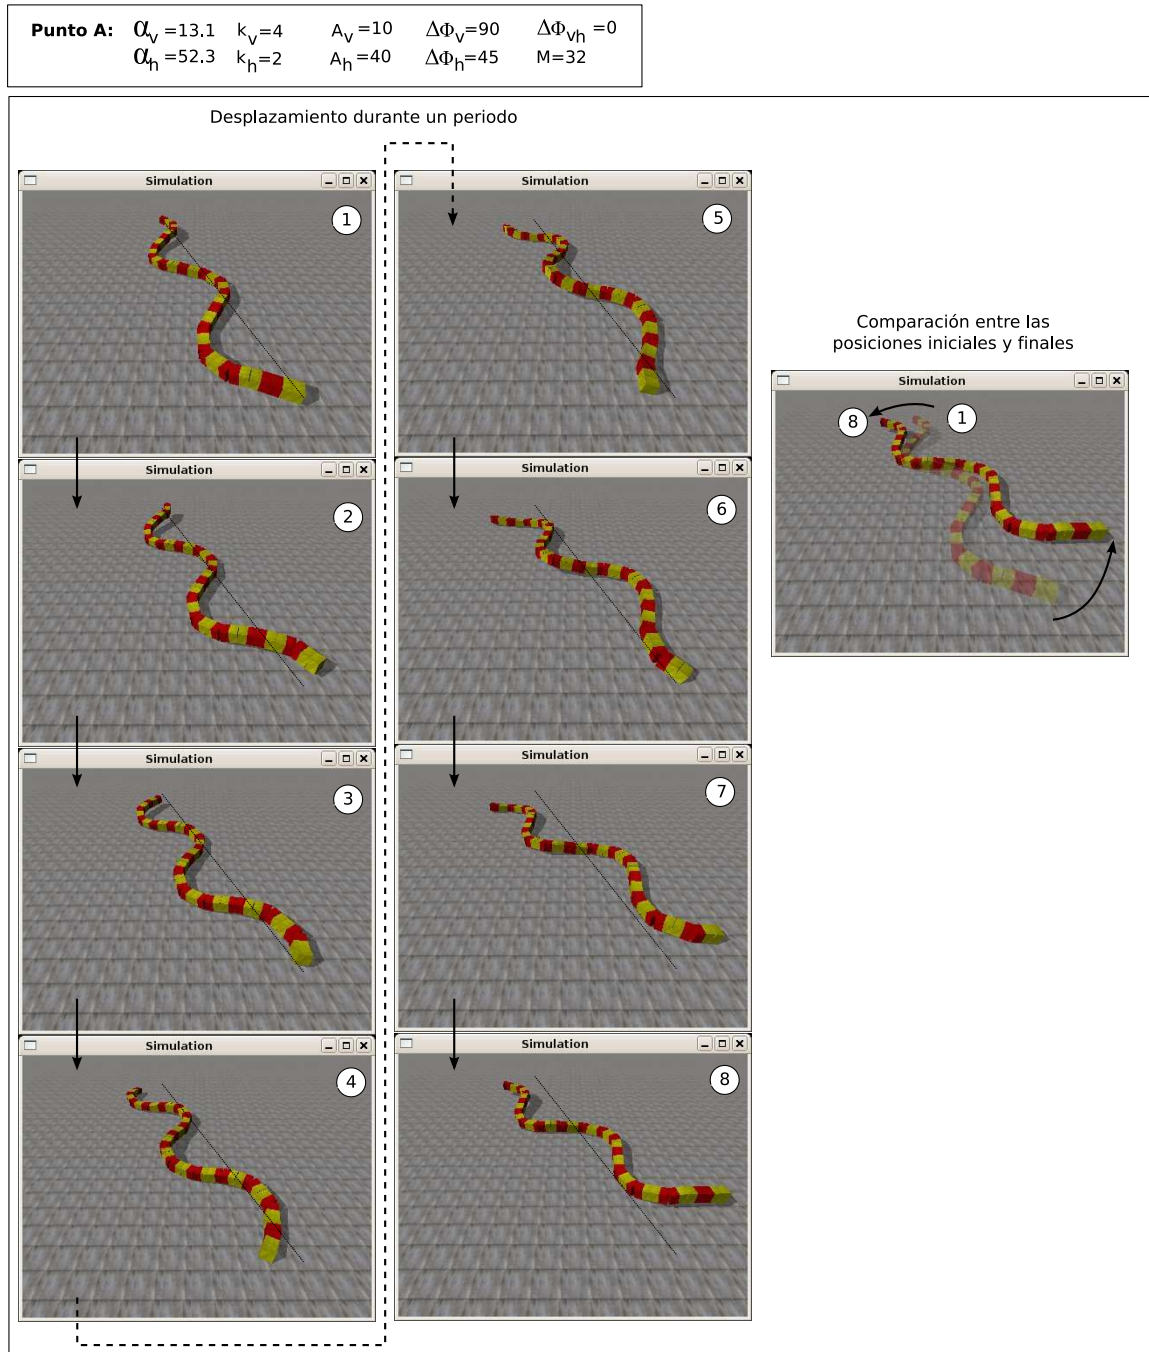 Punto A: αv=13.1 kv=4 Av=10 ΔΦv=90 ΔΦvh=0
αh=52.3 kh=2 Ah=40 ΔΦh=45 M=32
Desplazamiento durante un periodo
Simulation
1
Simulation
2
Simulation
3
Simulation
4
Simulation
5
Simulation
6
Simulation
7
Simulation
8
Comparación entre las
posiciones iniciales y finales
Simulation
8 1